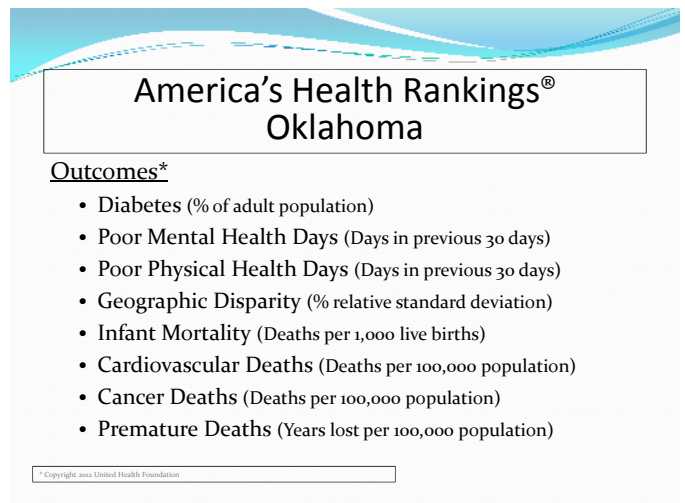 America's Health Rankings®
Oklahoma
Outcomes*
• Diabetes (% of adult population)
• Poor Mental Health Days (Days in previous 30 days)
• Poor Physical Health Days (Days in previous 30 days)
• Geographic Disparity (% relative standard deviation)
• Infant Mortality (Deaths per 1,000 live births)
• Cardiovascular Deaths (Deaths per 100,000 population)
• Cancer Deaths (Deaths per 100,000 population)
• Premature Deaths (Years lost per 100,000 population)
* Copyright 2012 United Health Foundation